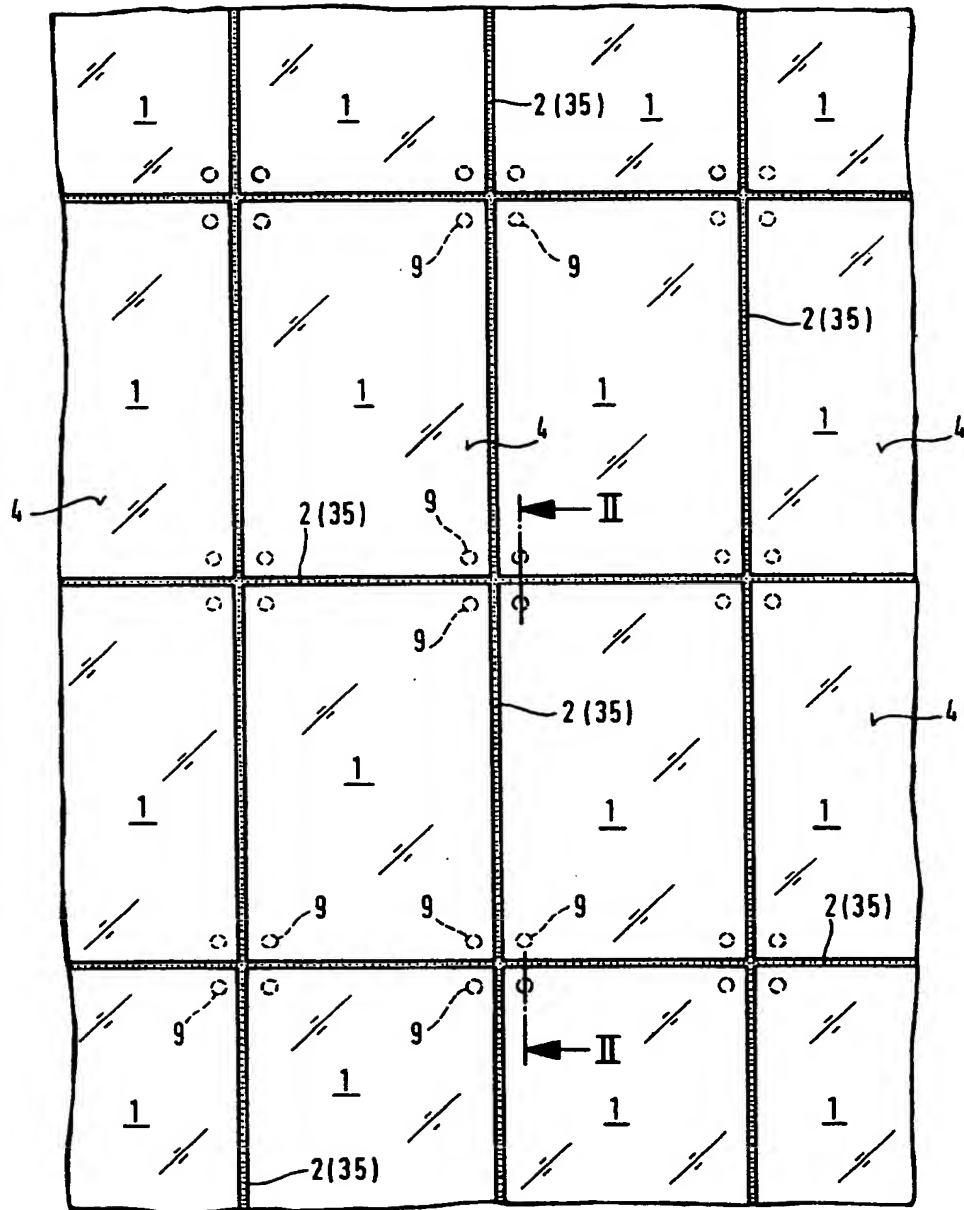 1 1 2(35) 1 1
9 9
2(35)
1 1 1 1
4 4
4 2(35) 9 II
9
2(35) 4
1 1
1 1
9 9 9 2(35)
9 9 II
1 1 1 1
2(35)